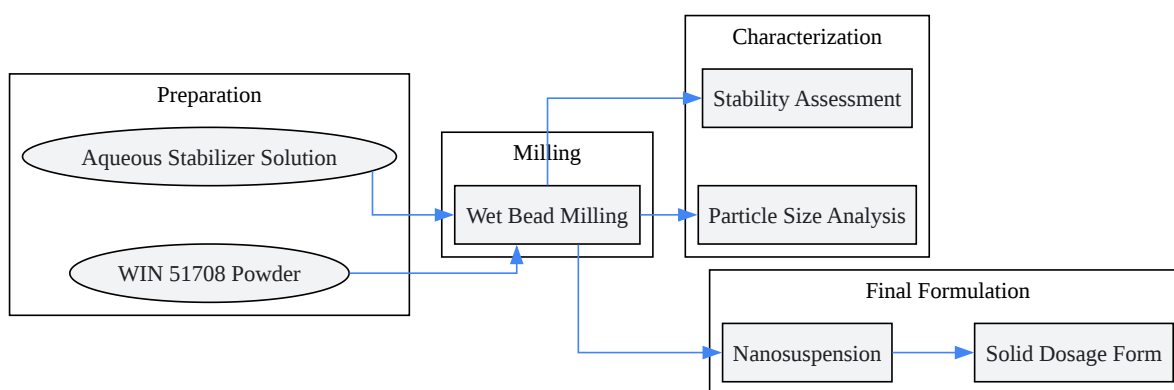 Preparation
Aqueous Stabilizer Solution
WIN 51708 Powder
Milling
Wet Bead Milling
Characterization
Stability Assessment
Particle Size Analysis
Final Formulation
Nanosuspension
Solid Dosage Form